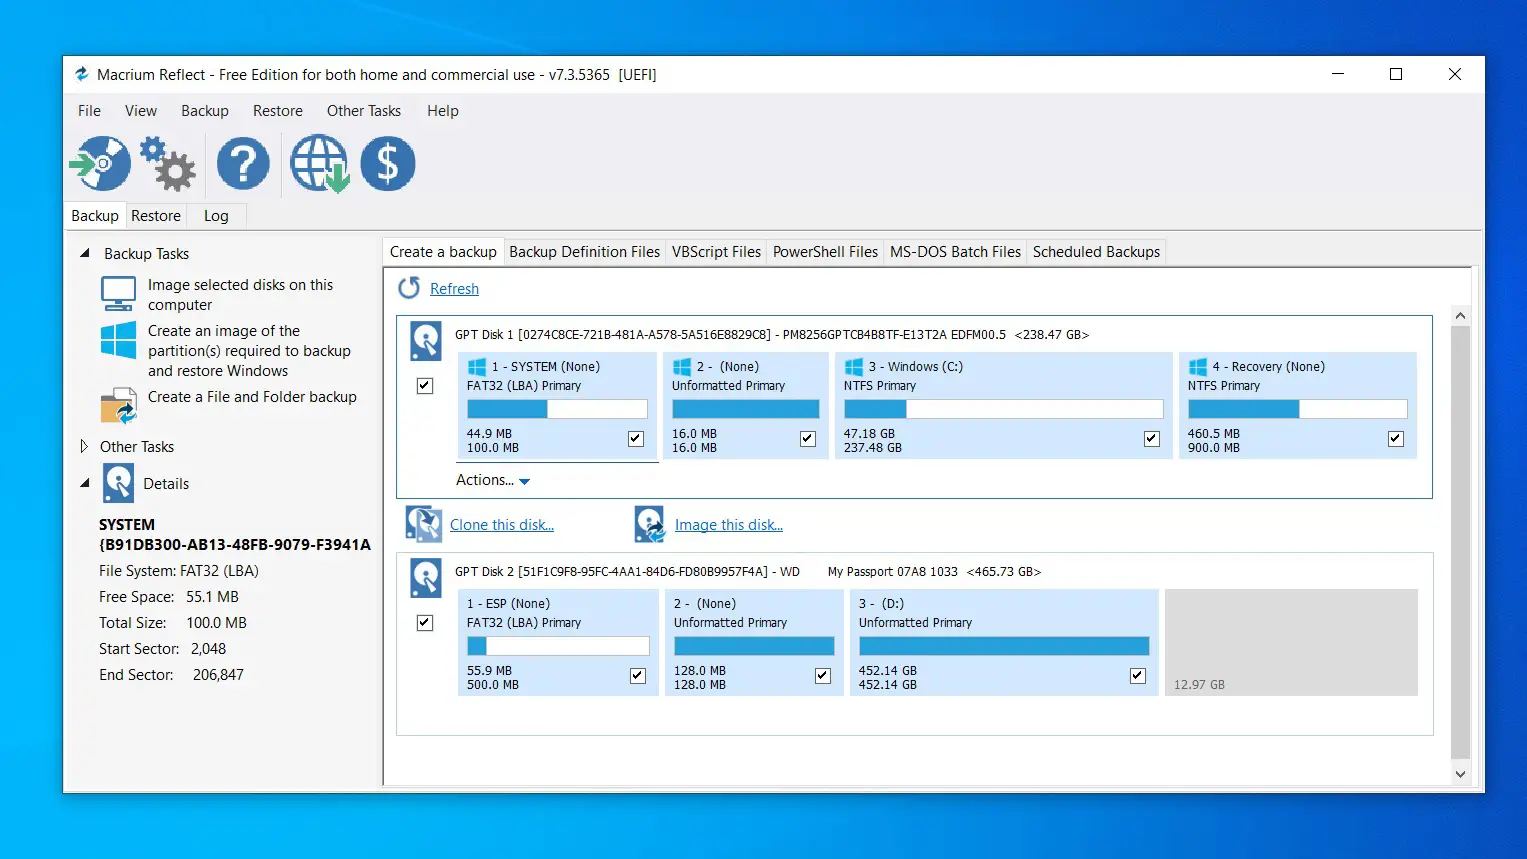 Macrium Reflect - Free Edition for both home and commercial use - v7.3.5365 [UEFI]
File View Backup Restore Other Tasks Help
Backup Restore Log
Backup Tasks
Image selected disks on this
computer
Create an image of the
partition(s) required to backup
and restore Windows
Create a File and Folder backup
Other Tasks
Details
SYSTEM
{B91DB300-AB13-48FB-9079-F3941A
File System: FAT32 (LBA)
Free Space: 55.1 MB
Total Size: 100.0 MB
Start Sector: 2,048
End Sector: 206,847
Create a backup Backup Definition Files VBScript Files PowerShell Files MS-DOS Batch Files Scheduled Backups
Refresh
GPT Disk 1 [0274C8CE-721B-481A-A578-5A516E8829C8] - PM8256GPTCB4B8TF-E13T2A EDFM00.5 <238.47 GB>
1 - SYSTEM (None)
FAT32 (LBA) Primary
44.9 MB
100.0 MB
2 - (None)
Unformatted Primary
16.0 MB
16.0 MB
3 - Windows (C:)
NTFS Primary
47.18 GB
237.48 GB
4 - Recovery (None)
NTFS Primary
460.5 MB
900.0 MB
Actions...
Clone this disk... Image this disk...
GPT Disk 2 [51F1C9F8-95FC-4AA1-84D6-FD80B9957F4A] - WD My Passport 07A8 1033 <465.73 GB>
1 - ESP (None)
FAT32 (LBA) Primary
55.9 MB
500.0 MB
2 - (None)
Unformatted Primary
128.0 MB
128.0 MB
3 - (D:)
Unformatted Primary
452.14 GB
452.14 GB
12.97 GB